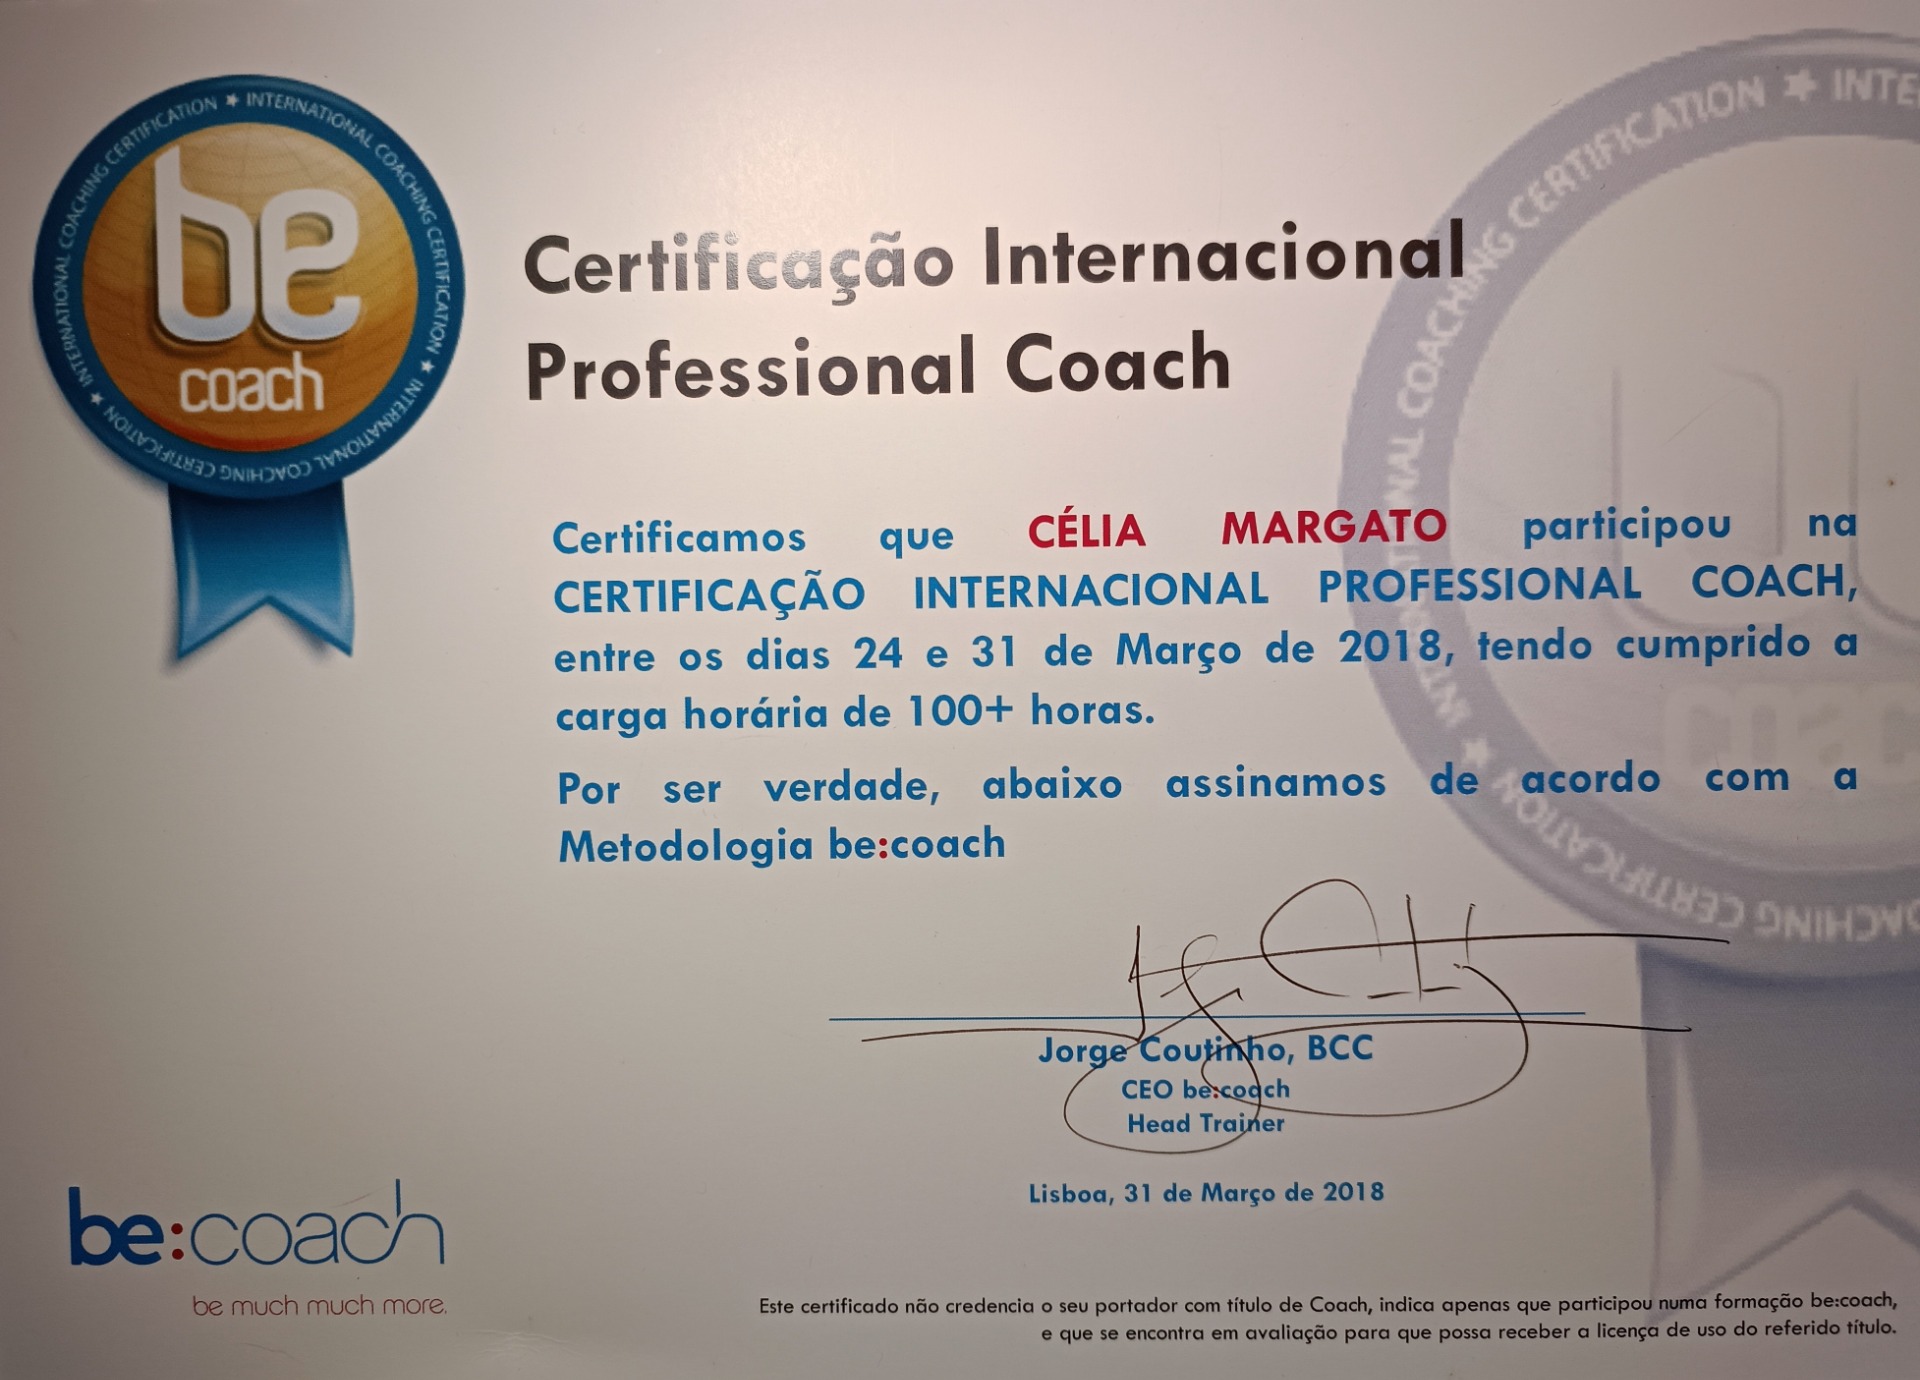 INTERNATIONAL COACHING CERTIFICATION ★ INTERNATIONAL COACHING CERTIFICATION ★ INTERNATIONAL COACHING CERTIFICATION ★
be
coach
Certificação Internacional
Professional Coach
Certificamos que CÉLIA MARGATO participou na
CERTIFICAÇÃO INTERNACIONAL PROFESSIONAL COACH,
entre os dias 24 e 31 de Março de 2018, tendo cumprido a
carga horária de 100+ horas.
Por ser verdade, abaixo assinamos de acordo com a
Metodologia be:coach
Jorge Coutinho, BCC
CEO be:coach
Head Trainer
Lisboa, 31 de Março de 2018
be:coach
be much much more.
Este certificado não credencia o seu portador com título de Coach, indica apenas que participou numa formação be:coach,
e que se encontra em avaliação para que possa receber a licença de uso do referido título.